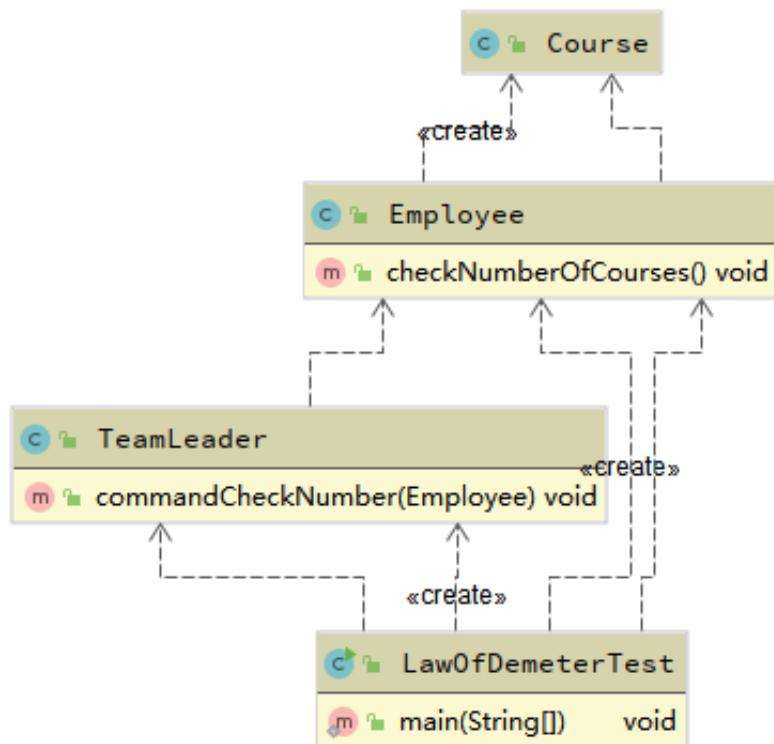 Course
«create»
Employee
checkNumberOfCourses() void
TeamLeader
«create»
commandCheckNumber(Employee) void
«create»
LawOfDemeterTest
main(String[]) void